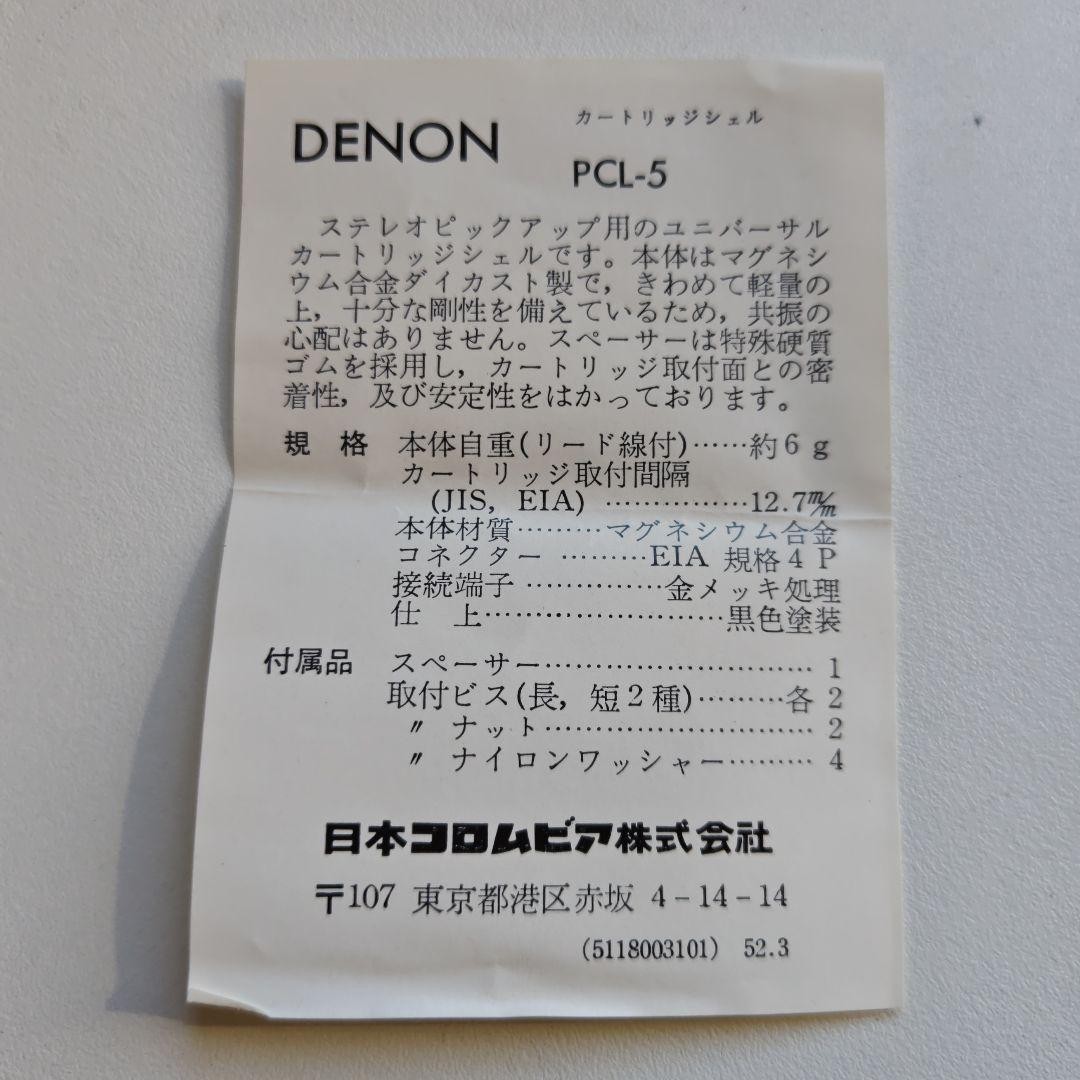 DENON
カートリッジシェル
PCL-5
ステレオピックアップ用のユニバーサル
カートリッジシェルです。本体はマグネシ
ウム合金ダイカスト製で,きわめて軽量の
上,十分な剛性を備えているため,共振の
心配はありません。スペーサーは特殊硬質
ゴムを採用し,カートリッジ取付面との密
着性,及び安定性をはかっております。
規 格 本体自重(リード線付)……約6 g
カートリッジ取付間隔
(JIS, EIA) ……………12.7m/m
本体材質………マグネシウム合金
コネクター ………EIA 規格4 P
接続端子 ……………金メッキ処理
仕 上……………………黒色塗装
付属品 スペーサー………………………… 1
取付ビス(長,短2種)………各 2
〃 ナット……………………… 2
〃 ナイロンワッシャー……… 4
日本コロムビア株式会社
〒107 東京都港区赤坂 4-14-14
(5118003101) 52.3